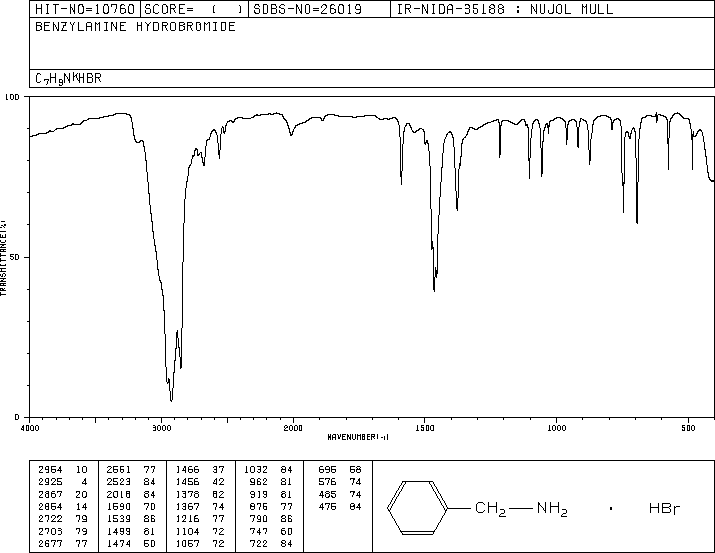 HIT-NO=10760 SCORE= ( ) SDBS-NO=26019 IR-NIDA-35188 : NUJOL MULL
BENZYLAMINE HYDROBROMIDE
C7H9NKHBR
100
50
0
TRANSMITTANCE(%)
4000 3000 2000 1500 1000 500
WAVENUMBER(-1)
2954 10 2561 77 1466 37 1032 84 696 58
2925 4 2523 84 1456 42 962 81 576 74
2867 20 2018 84 1378 62 919 81 485 74
2854 14 1590 70 1367 74 876 77 475 84
2722 79 1539 86 1216 77 790 86
2703 79 1499 81 1104 72 747 60
2677 77 1474 50 1057 72 722 84
CH2 NH2 · HBr